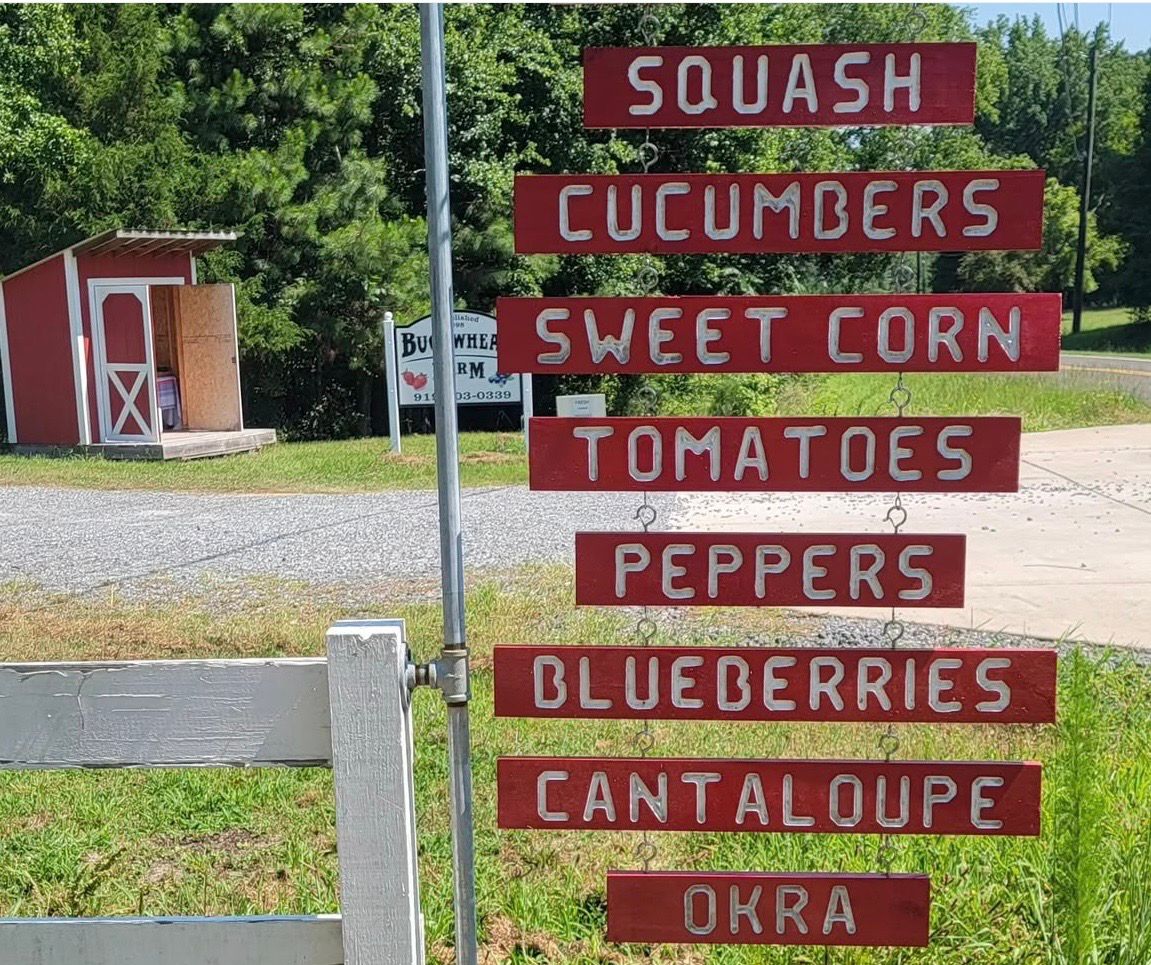 SQUASH
CUCUMBERS
SWEET CORN
TOMATOES
PEPPERS
BLUEBERRIES
CANTALOUPE
OKRA